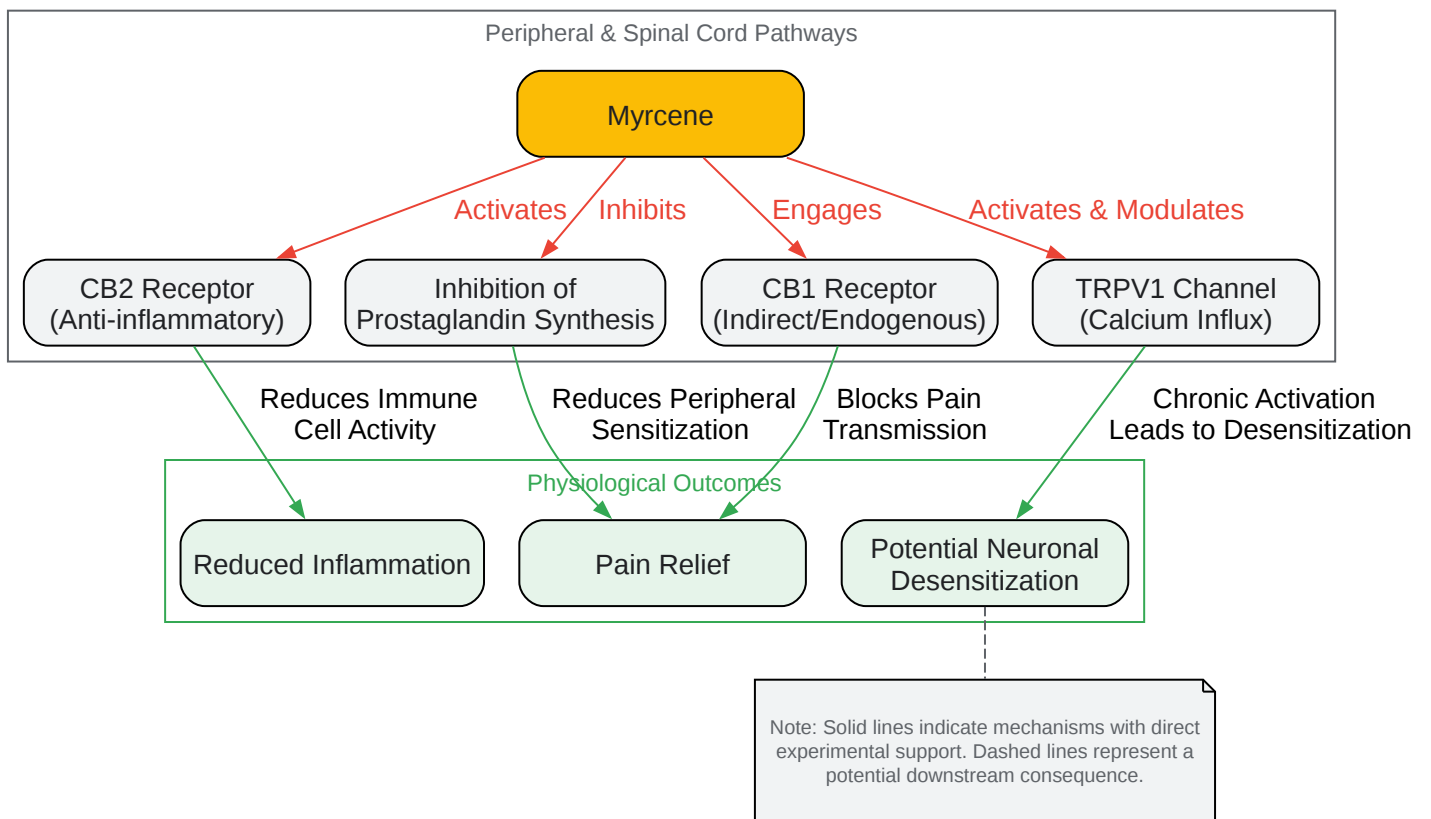 Peripheral & Spinal Cord Pathways
Myrcene
Activates
Inhibits
Engages
Activates & Modulates
CB2 Receptor
(Anti-inflammatory)
Inhibition of
Prostaglandin Synthesis
CB1 Receptor
(Indirect/Endogenous)
TRPV1 Channel
(Calcium Influx)
Reduces Immune
Cell Activity
Reduces Peripheral
Sensitization
Blocks Pain
Transmission
Chronic Activation
Leads to Desensitization
Physiological Outcomes
Reduced Inflammation
Pain Relief
Potential Neuronal
Desensitization
Note: Solid lines indicate mechanisms with direct
experimental support. Dashed lines represent a
potential downstream consequence.